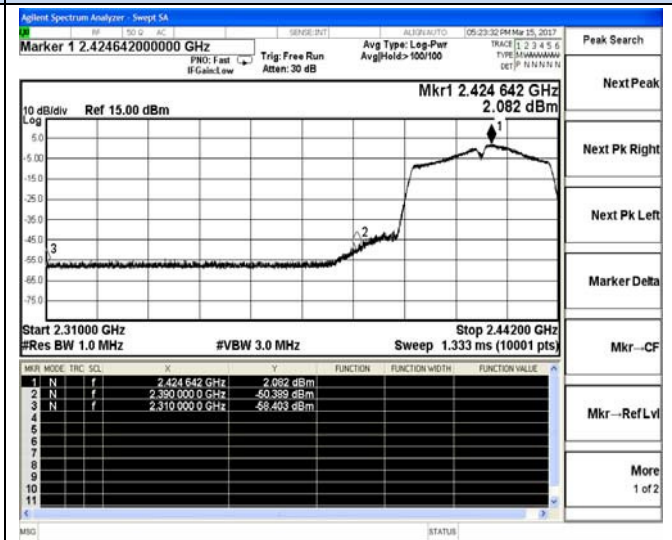 Agilent Spectrum Analyzer - Swept SA
RF 50 Ω AC SENSE:INT ALIGNAUTO 05:23:32 PM Mar 15, 2017
Marker 1 2.424642000000 GHz
PNO: Fast Trig: Free Run Avg Type: Log-Pwr TRACE 1 2 3 4 5 6
IFGain:Low Atten: 30 dB Avg|Hold:>100/100 TYPE
DET P N N N N N
Peak Search
Next Peak
Next Pk Right
Next Pk Left
Marker Delta
Mkr→CF
Mkr→RefLvl
More
1 of 2
Mkr1 2.424 642 GHz
10 dB/div Ref 15.00 dBm 2.082 dBm
Log
1
5.0
-5.00
-15.0
-25.0
-35.0
-45.0
2
3
-55.0
-65.0
-75.0
Start 2.31000 GHz Stop 2.44200 GHz
#Res BW 1.0 MHz #VBW 3.0 MHz Sweep 1.333 ms (10001 pts)
MKR MODE TRC SCL X Y FUNCTION FUNCTION WIDTH FUNCTION VALUE
1 N f 2.424 642 GHz 2.082 dBm
2 N f 2.390 000 0 GHz -50.399 dBm
3 N f 2.310 000 0 GHz -58.403 dBm
4
5
6
7
8
9
10
11
MSG STATUS